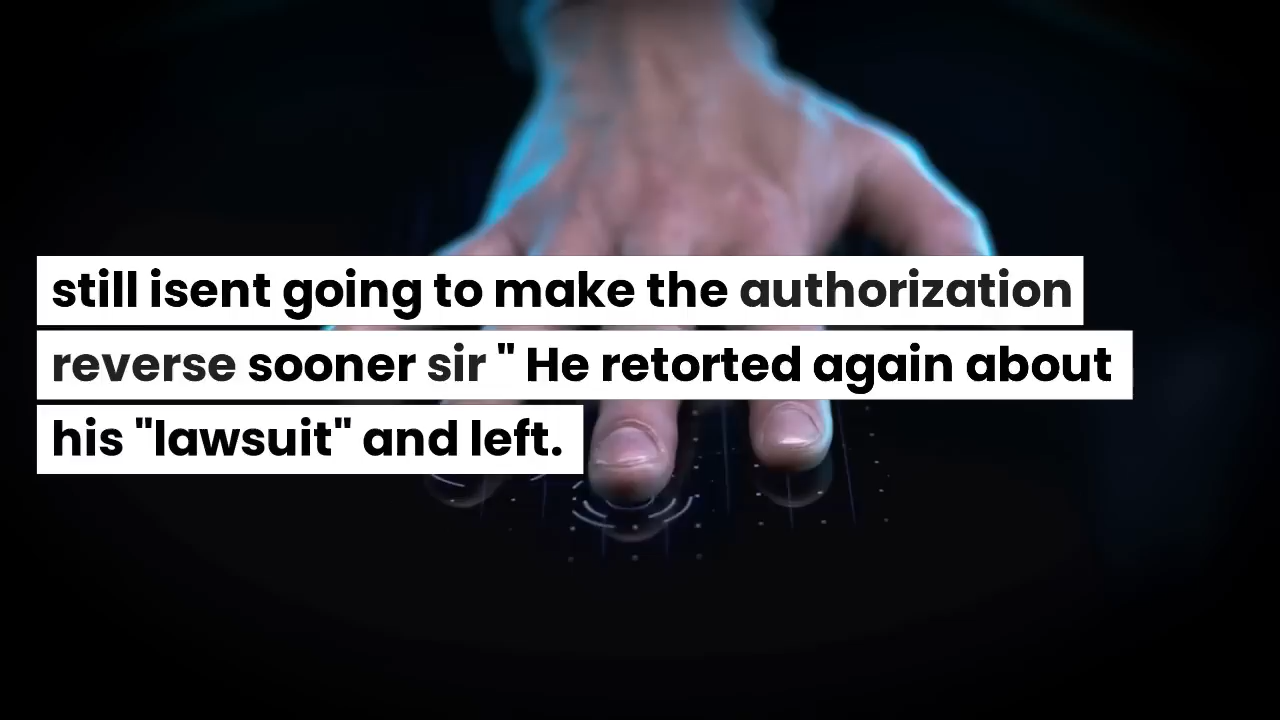 still isent going to make the authorization
reverse sooner sir " He retorted again about
his "lawsuit" and left.